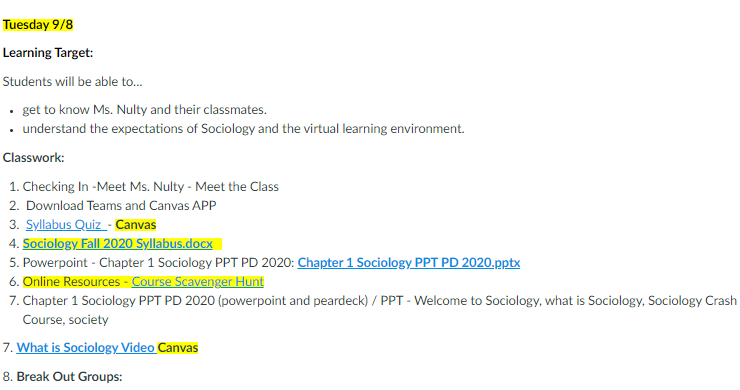 Tuesday 9/8
Learning Target:
Students will be able to...
• get to know Ms. Nulty and their classmates.
• understand the expectations of Sociology and the virtual learning environment.
Classwork:
1. Checking In -Meet Ms. Nulty - Meet the Class
2. Download Teams and Canvas APP
3. Syllabus Quiz - Canvas
4. Sociology Fall 2020 Syllabus.docx
5. Powerpoint - Chapter 1 Sociology PPT PD 2020: Chapter 1 Sociology PPT PD 2020.pptx
6. Online Resources - Course Scavenger Hunt
7. Chapter 1 Sociology PPT PD 2020 (powerpoint and peardeck) / PPT - Welcome to Sociology, what is Sociology, Sociology Crash
Course, society
7. What is Sociology Video Canvas
8. Break Out Groups: